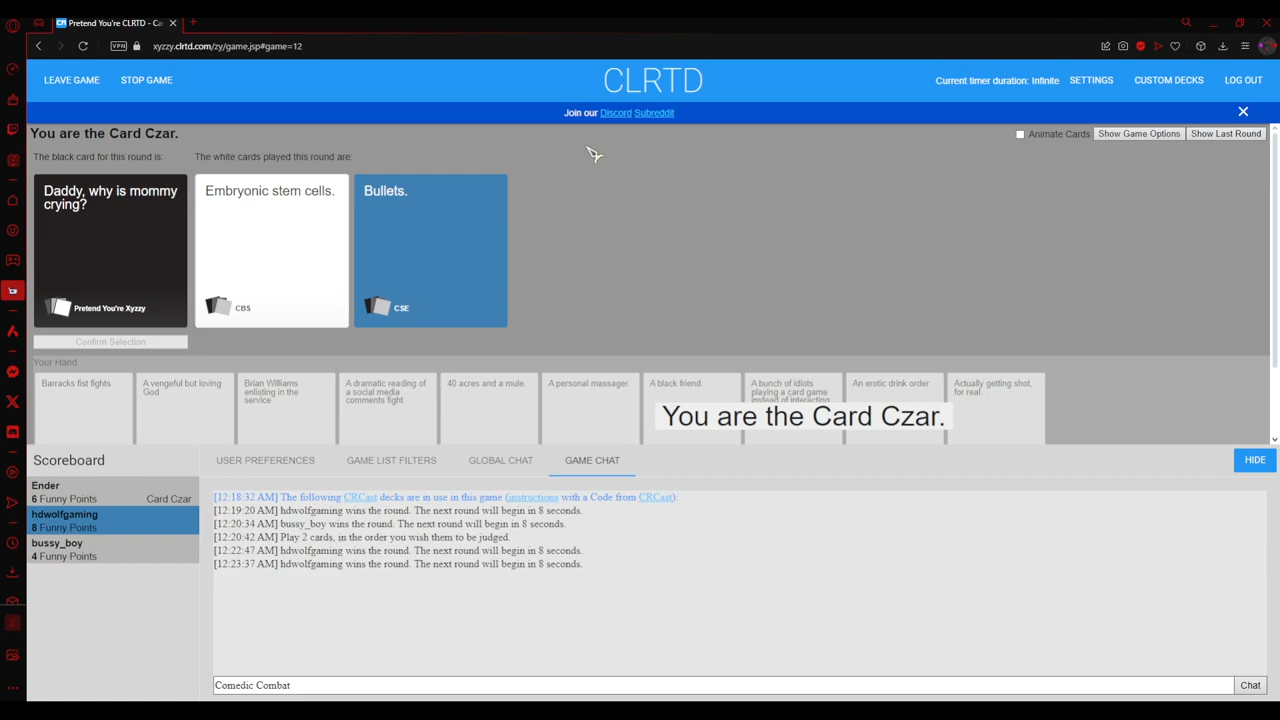 Pretend You're CLRTD - Ca
VPN
xyzzy.clrtd.com/zy/game.jsp#game=12
LEAVE GAME
STOP GAME
CLRTD
Current timer duration: Infinite
SETTINGS
CUSTOM DECKS
LOG OUT
Join our Discord Subreddit
You are the Card Czar.
Animate Cards
Show Game Options
Show Last Round
The black card for this round is:
The white cards played this round are:
Daddy, why is mommy
crying?
Pretend You're Xyzzy
Embryonic stem cells.
CBS
Bullets.
CSE
Confirm Selection
Your Hand
Barracks fist fights.
A vengeful but loving
God.
Brian Williams
enlisting in the
service.
A dramatic reading of
a social media
comments fight.
40 acres and a mule.
A personal massager.
A black friend.
A bunch of idiots
playing a card game
instead of interacting
An erotic drink order.
Actually getting shot,
for real.
You are the Card Czar.
Scoreboard
USER PREFERENCES
GAME LIST FILTERS
GLOBAL CHAT
GAME CHAT
HIDE
Ender
6 Funny Points
Card Czar
hdwolfgaming
8 Funny Points
bussy_boy
4 Funny Points
[12:18:32 AM] The following CRCast decks are in use in this game (instructions with a Code from CRCast):
[12:19:20 AM] hdwolfgaming wins the round. The next round will begin in 8 seconds.
[12:20:34 AM] bussy_boy wins the round. The next round will begin in 8 seconds.
[12:20:42 AM] Play 2 cards, in the order you wish them to be judged.
[12:22:47 AM] hdwolfgaming wins the round. The next round will begin in 8 seconds.
[12:23:37 AM] hdwolfgaming wins the round. The next round will begin in 8 seconds.
Comedic Combat
Chat